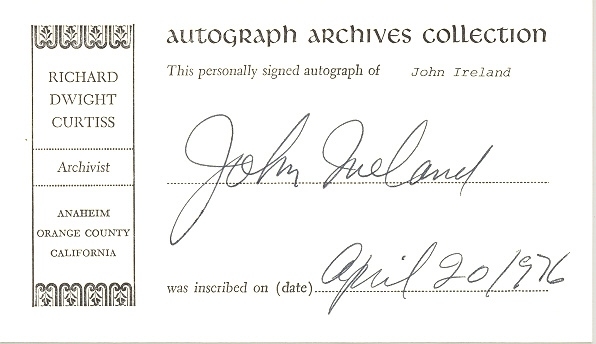 AUTOGRAPH ARCHIVES COLLECTION
This personally signed autograph of John Ireland
John Ireland
was inscribed on (date) April 20/1976
RICHARD
DWIGHT
CURTISS
Archivist
ANAHEIM
ORANGE COUNTY
CALIFORNIA